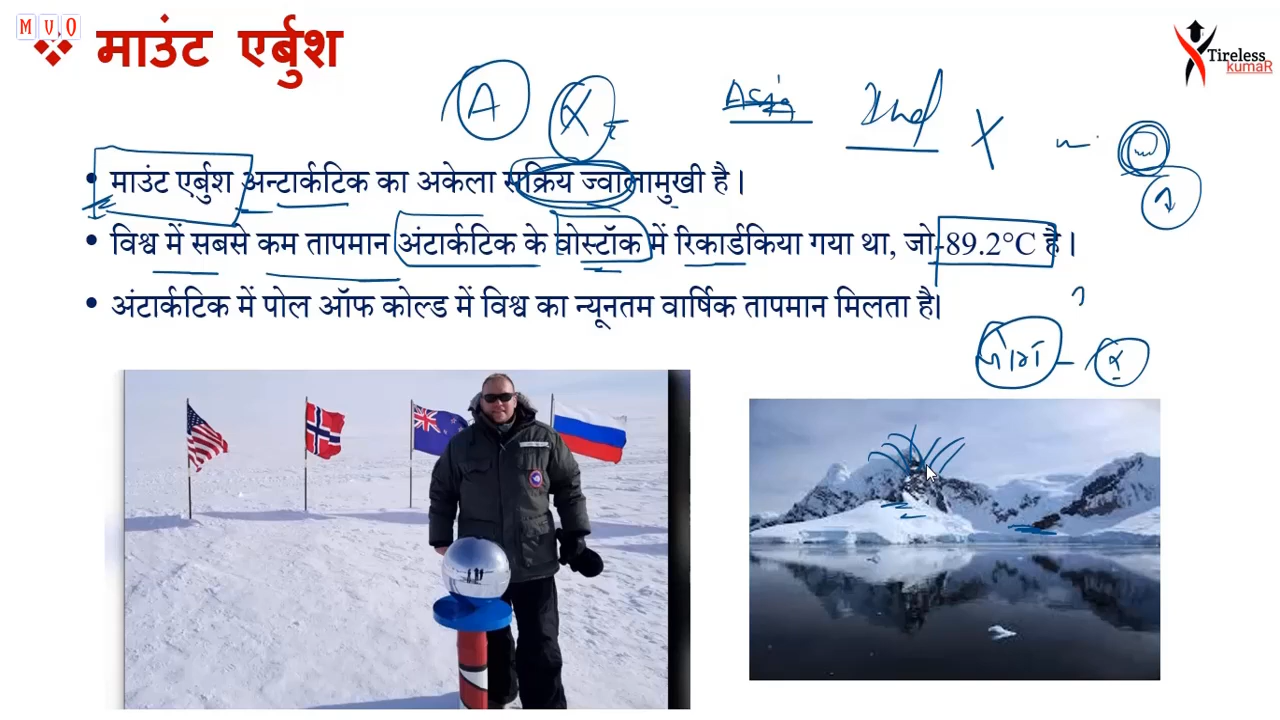 MVO
❖ माउंट एर्बुश
Tireless
kumaR
A
Asia
X
• माउंट एर्बुश अन्टार्कटिक का अकेला सक्रिय ज्वालामुखी है।
• विश्व में सबसे कम तापमान अंटार्कटिक के वोस्टॉक में रिकार्डकिया गया था, जो-89.2°C है।
• अंटार्कटिक में पोल ऑफ कोल्ड में विश्व का न्यूनतम वार्षिक तापमान मिलता है।